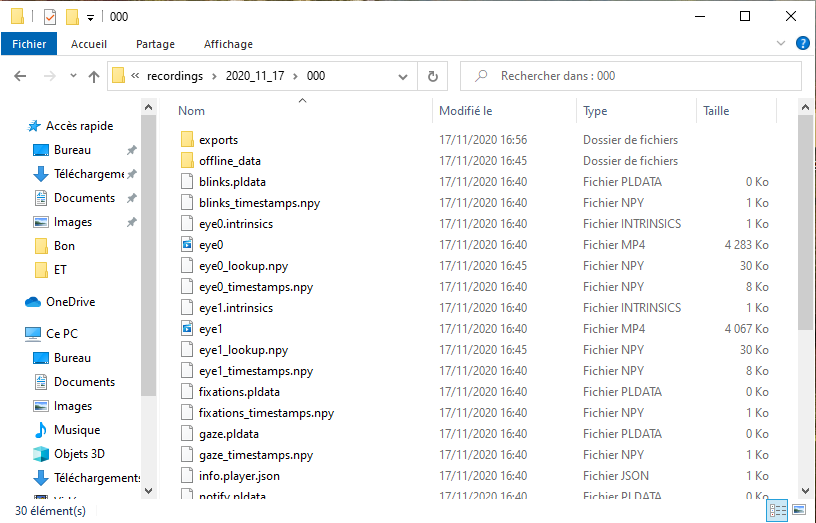 000
Fichier Accueil Partage Affichage
recordings 2020_11_17 000
Rechercher dans : 000
Nom Modifié le Type Taille
exports 17/11/2020 16:56 Dossier de fichiers
offline_data 17/11/2020 16:45 Dossier de fichiers
blinks.pldata 17/11/2020 16:40 Fichier PLDATA 0 Ko
blinks_timestamps.npy 17/11/2020 16:40 Fichier NPY 1 Ko
eye0.intrinsics 17/11/2020 16:40 Fichier INTRINSICS 1 Ko
eye0 17/11/2020 16:40 Fichier MP4 4 283 Ko
eye0_lookup.npy 17/11/2020 16:45 Fichier NPY 30 Ko
eye0_timestamps.npy 17/11/2020 16:40 Fichier NPY 8 Ko
eye1.intrinsics 17/11/2020 16:40 Fichier INTRINSICS 1 Ko
eye1 17/11/2020 16:40 Fichier MP4 4 067 Ko
eye1_lookup.npy 17/11/2020 16:45 Fichier NPY 30 Ko
eye1_timestamps.npy 17/11/2020 16:40 Fichier NPY 8 Ko
fixations.pldata 17/11/2020 16:40 Fichier PLDATA 0 Ko
fixations_timestamps.npy 17/11/2020 16:40 Fichier NPY 1 Ko
gaze.pldata 17/11/2020 16:40 Fichier PLDATA 0 Ko
gaze_timestamps.npy 17/11/2020 16:40 Fichier NPY 1 Ko
info.player.json 17/11/2020 16:40 Fichier JSON 1 Ko
notify.pldata 17/11/2020 16:40 Fichier PLDATA 0 Ko
Accès rapide
Bureau
Téléchargeme
Documents
Images
Bon
ET
OneDrive
Ce PC
Bureau
Documents
Images
Musique
Objets 3D
Téléchargements
30 élément(s)